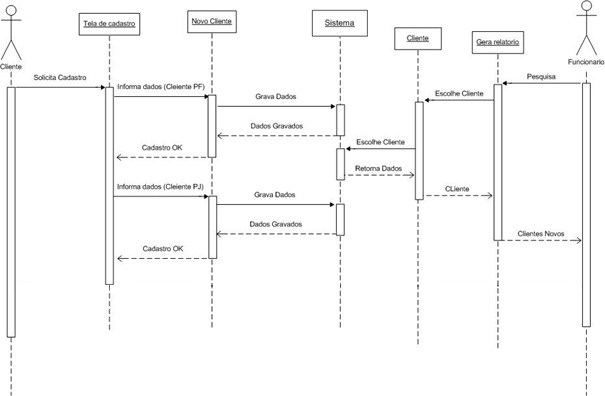 Tela de cadastro
Novo Cliente
Sistema
Cliente
Gera relatorio
Cliente
Funcionario
Solicita Cadastro
Pesquisa
Informa dados (Cleiente PF)
Escolhe Cliente
Grava Dados
Dados Gravados
Escolhe Cliente
Cadastro OK
Retorna Dados
Informa dados (Cleiente PJ)
Grava Dados
CLiente
Dados Gravados
Clientes Novos
Cadastro OK